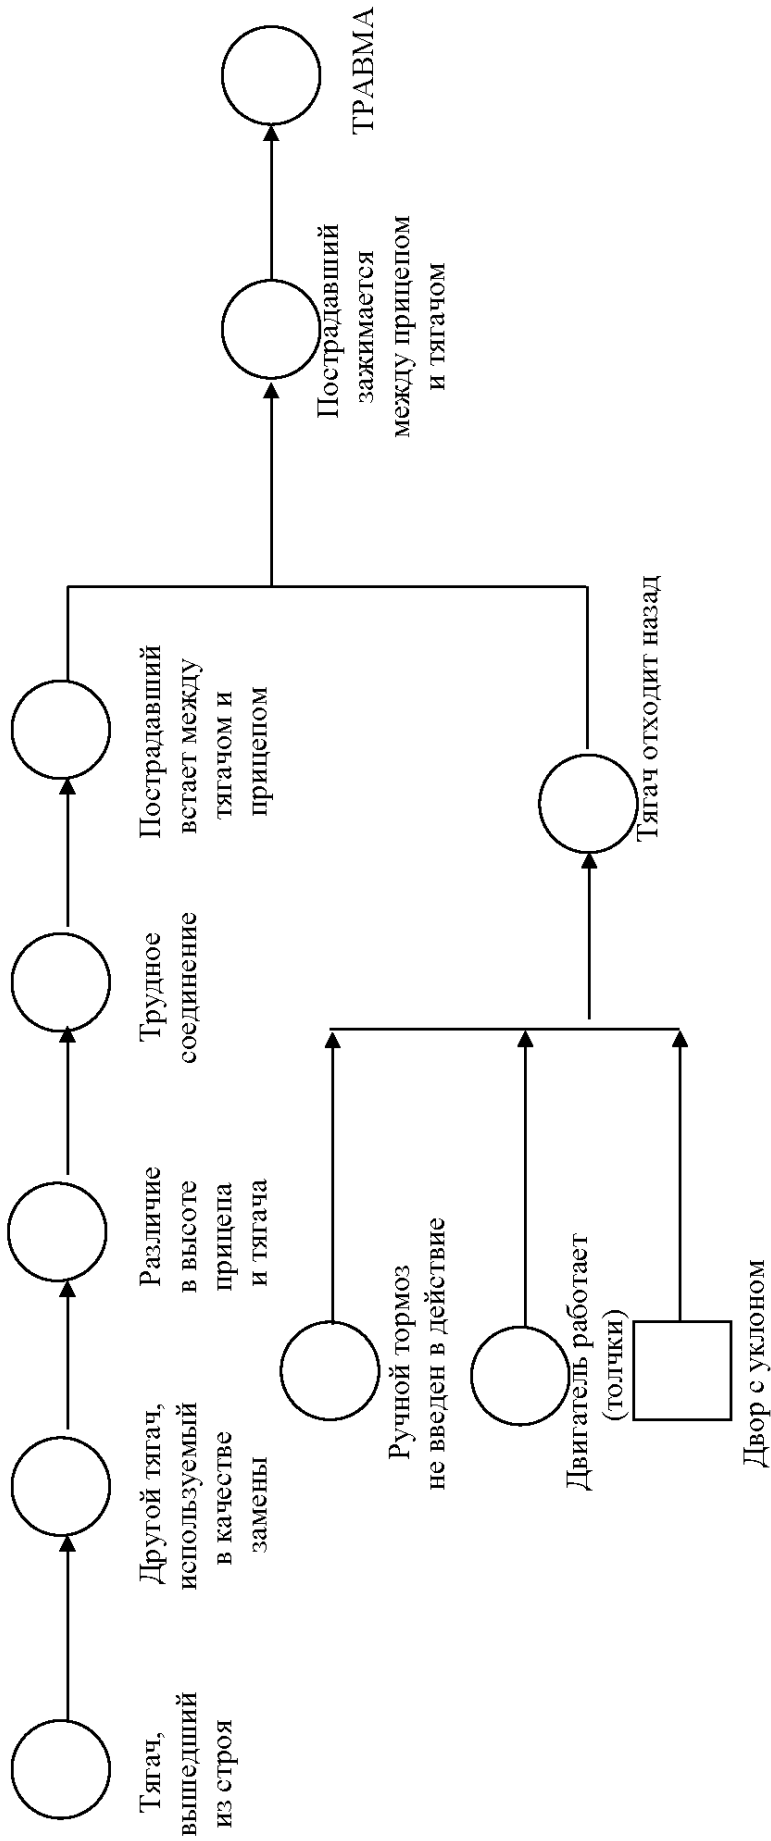 Тягач,
вышедший
из строя
Другой тягач,
используемый
в качестве
замены
Различие
в высоте
прицепа
и тягача
Трудное
соединение
Пострадавший
встает между
тягачом и
прицепом
Ручной тормоз
не введен в действие
Двигатель работает
(толчки)
Двор с уклоном
Тягач отходит назад
Пострадавший
зажимается
между прицепом
и тягачом
ТРАВМА